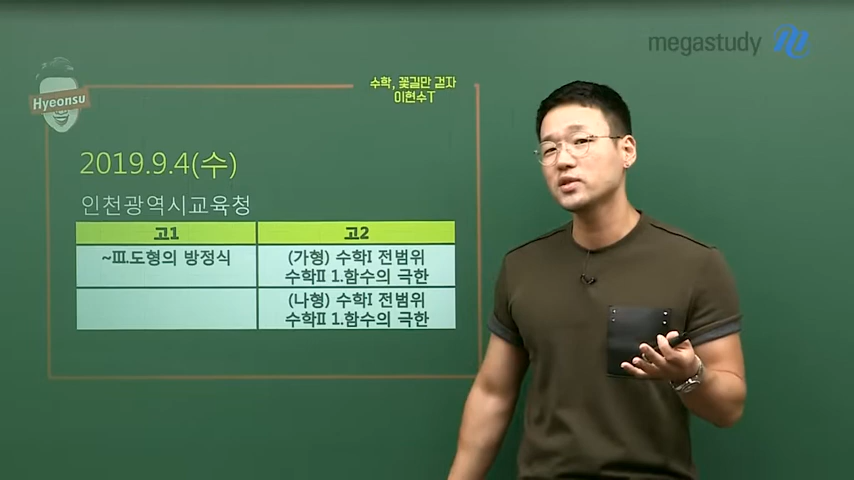 megastudy
수학, 꽃길만 걷자
이현수T
Hyeonsu
2019.9.4(수)
인천광역시교육청
고1
고2
~Ⅲ.도형의 방정식
(가형) 수학Ⅰ 전범위
수학Ⅱ 1.함수의 극한
(나형) 수학Ⅰ 전범위
수학Ⅱ 1.함수의 극한